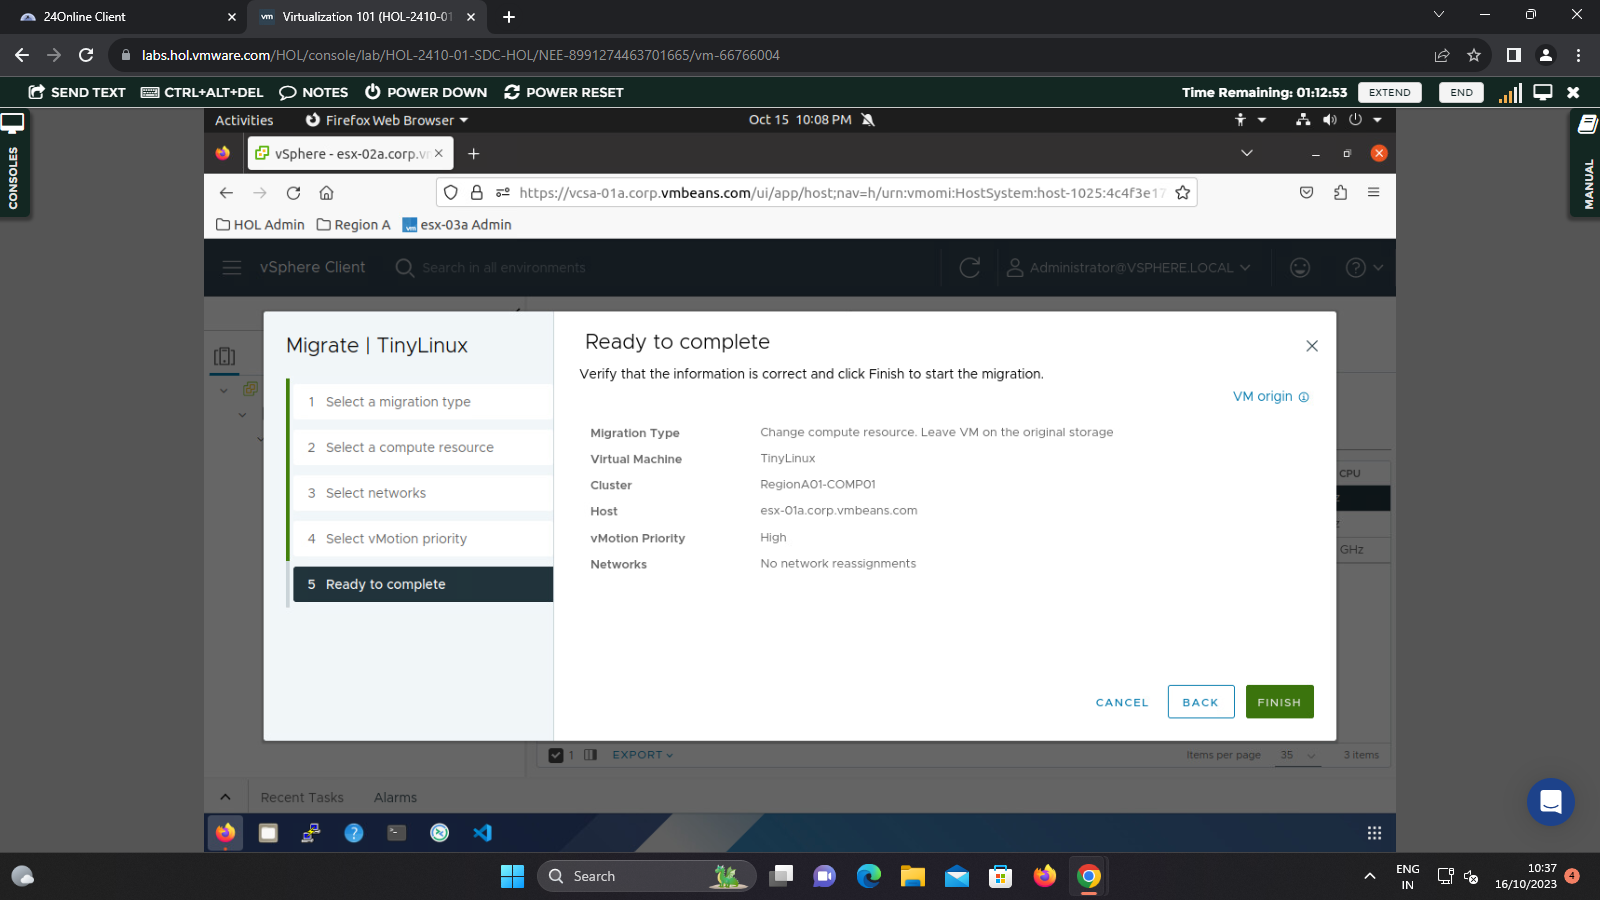 24Online Client
vm Virtualization 101 (HOL-2410-01
labs.hol.vmware.com/HOL/console/lab/HOL-2410-01-SDC-HOL/NEE-8991274463701665/vm-66766004
SEND TEXT CTRL+ALT+DEL NOTES POWER DOWN POWER RESET
Time Remaining: 01:12:53 EXTEND END
CONSOLES
MANUAL
Activities Firefox Web Browser Oct 15 10:08 PM
vSphere - esx-02a.corp.vm
https://vcsa-01a.corp.vmbeans.com/ui/app/host;nav=h/urn:vmomi:HostSystem:host-1025:4c4f3e17
HOL Admin Region A vm esx-03a Admin
vSphere Client Search in all environments Administrator@VSPHERE.LOCAL
Migrate | TinyLinux
1 Select a migration type
2 Select a compute resource
3 Select networks
4 Select vMotion priority
5 Ready to complete
Ready to complete
Verify that the information is correct and click Finish to start the migration.
VM origin
Migration Type Change compute resource. Leave VM on the original storage
Virtual Machine TinyLinux
Cluster RegionA01-COMP01
Host esx-01a.corp.vmbeans.com
vMotion Priority High
Networks No network reassignments
CANCEL BACK FINISH
CPU
GHz
1 EXPORT Items per page 35 3 items
Recent Tasks Alarms
Search
ENG
IN
10:37
16/10/2023
4